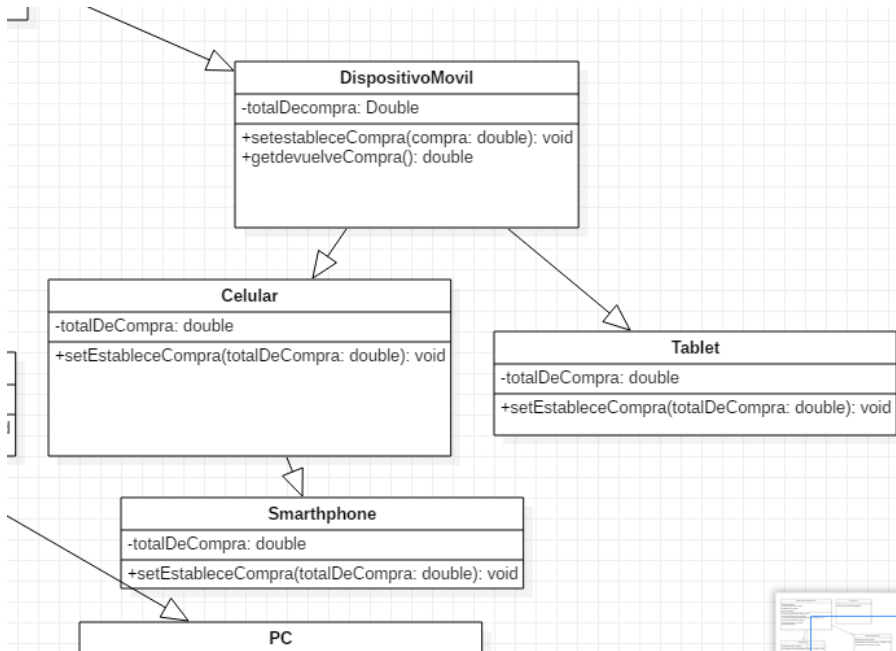 DispositivoMovil
-totalDecompra: Double
+setestableceCompra(compra: double): void
+getdevuelveCompra(): double
Celular
-totalDeCompra: double
+setEstableceCompra(totalDeCompra: double): void
Tablet
-totalDeCompra: double
+setEstableceCompra(totalDeCompra: double): void
Smarthphone
-totalDeCompra: double
+setEstableceCompra(totalDeCompra: double): void
PC